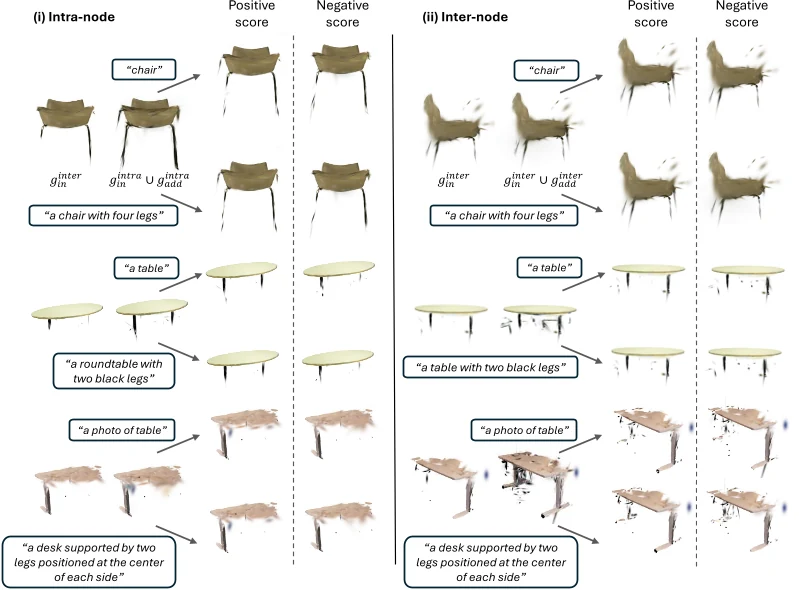 (i) Intra-node
Positive
score
Negative
score
“chair”
g_in^inter
g_in^intra ∪ g_add^intra
“a chair with four legs”
“a table”
“a roundtable with
two black legs”
“a photo of table”
“a desk supported by two
legs positioned at the center
of each side”
(ii) Inter-node
Positive
score
Negative
score
“chair”
g_in^inter
g_in^inter ∪ g_add^inter
“a chair with four legs”
“a table”
“a table with two black legs”
“a photo of table”
“a desk supported by two
legs positioned at the center
of each side”